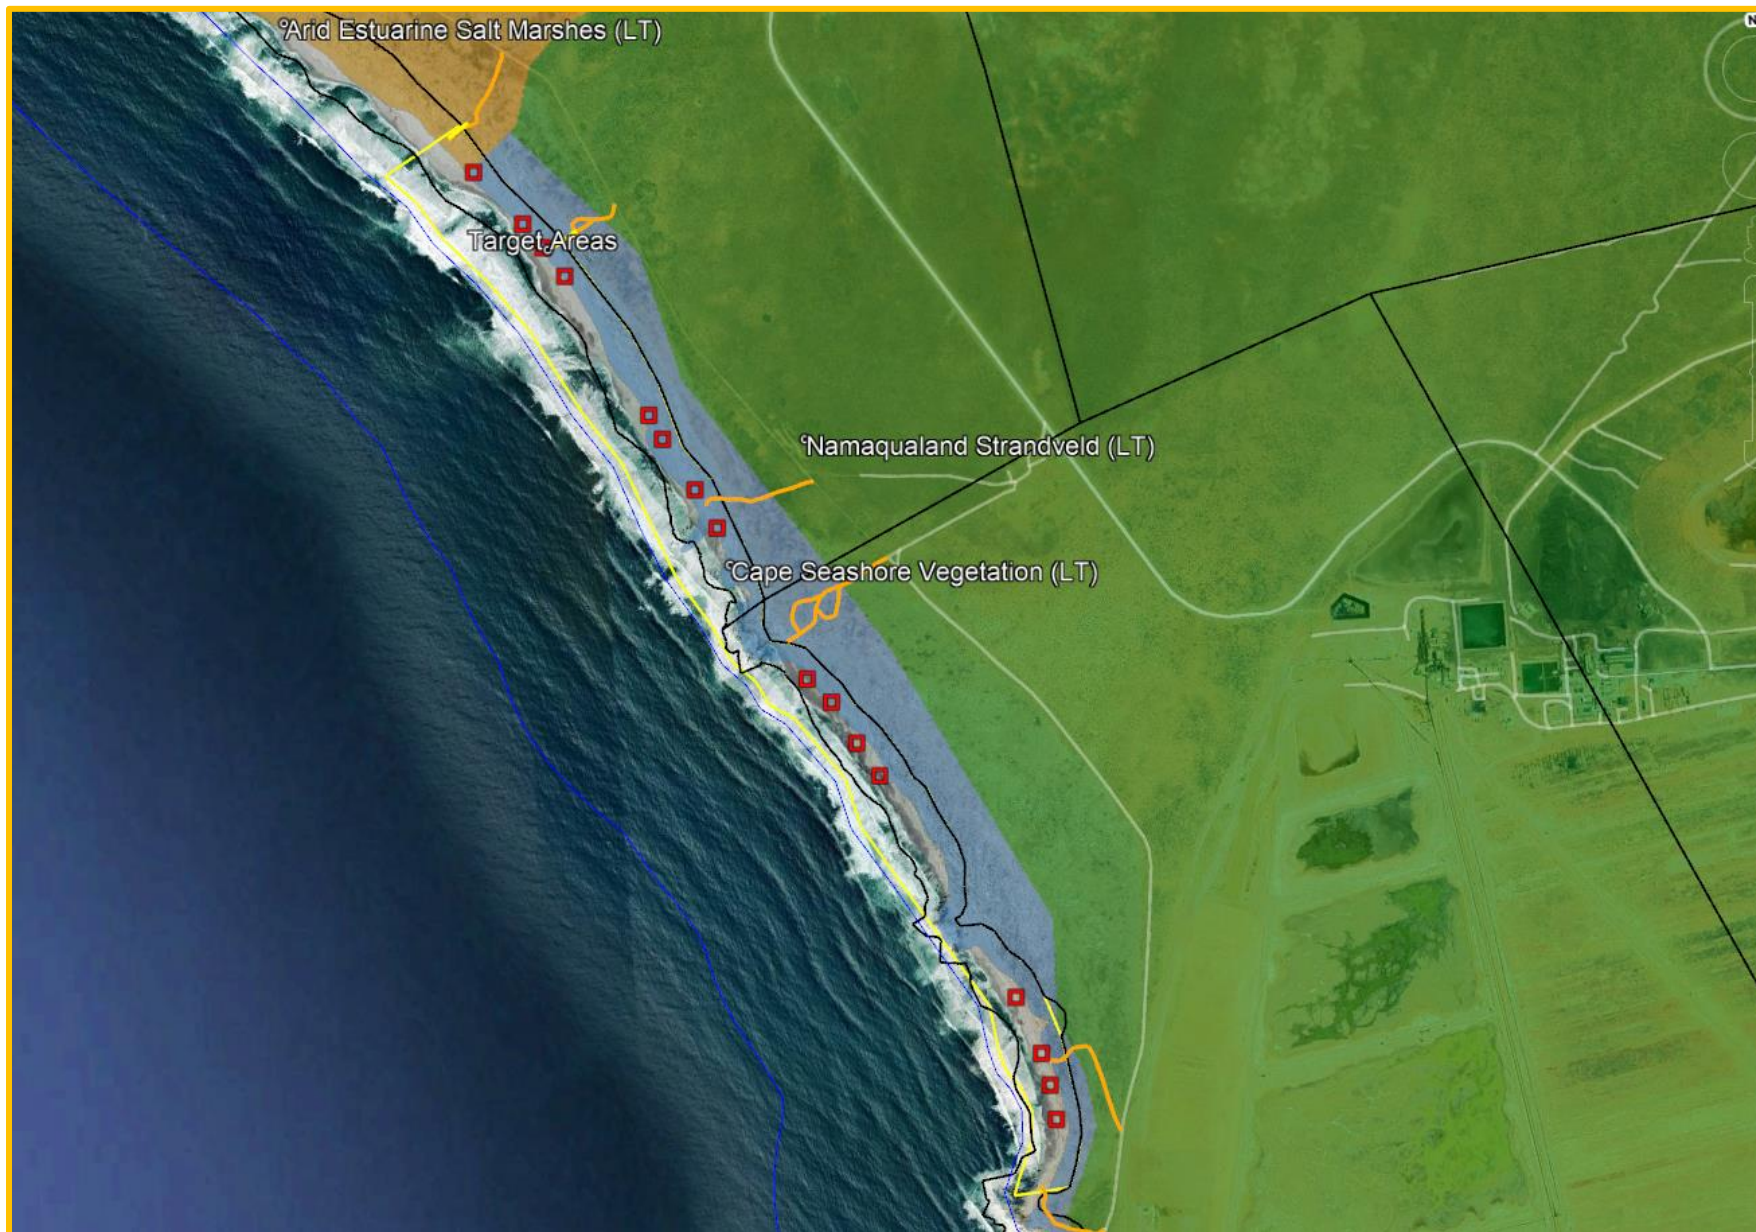 Arid Estuarine Salt Marshes (LT)
Target Areas
Namaqualand Strandveld (LT)
Cape Seashore Vegetation (LT)
N